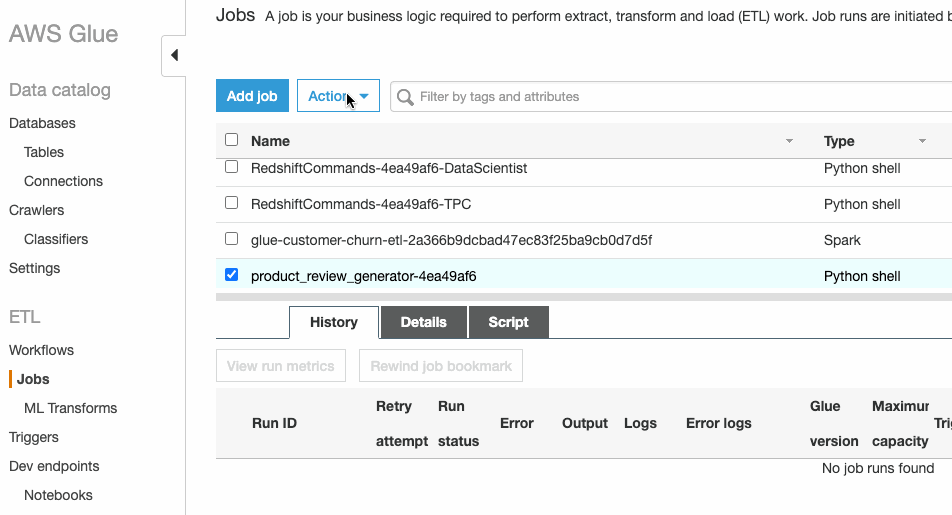 AWS Glue
Data catalog
Databases
Tables
Connections
Crawlers
Classifiers
Settings
ETL
Workflows
Jobs
ML Transforms
Triggers
Dev endpoints
Notebooks
Jobs A job is your business logic required to perform extract, transform and load (ETL) work. Job runs are initiated
Add job Action Filter by tags and attributes
Name Type
RedshiftCommands-4ea49af6-DataScientist Python shell
RedshiftCommands-4ea49af6-TPC Python shell
glue-customer-churn-etl-2a366b9dcbad47ec83f25ba9cb0d7d5f Spark
product_review_generator-4ea49af6 Python shell
History Details Script
View run metrics Rewind job bookmark
Run ID Retry attempt Run status Error Output Logs Error logs Glue version Maximum capacity
No job runs found